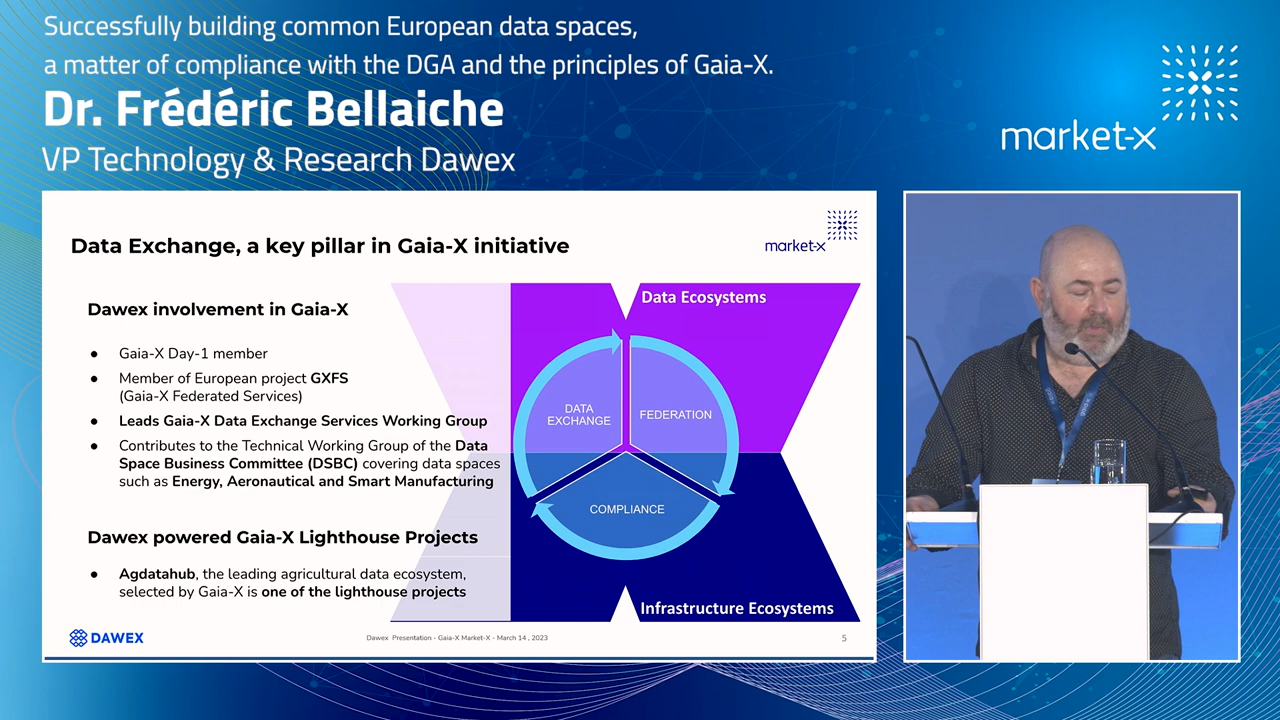 Successfully building common European data spaces,
a matter of compliance with the DGA and the principles of Gaia-X.
Dr. Frédéric Bellaiche
VP Technology & Research Dawex
market-x
Data Exchange, a key pillar in Gaia-X initiative
market-x
Dawex involvement in Gaia-X
● Gaia-X Day-1 member
● Member of European project GXFS
(Gaia-X Federated Services)
● Leads Gaia-X Data Exchange Services Working Group
● Contributes to the Technical Working Group of the Data
Space Business Committee (DSBC) covering data spaces
such as Energy, Aeronautical and Smart Manufacturing
Dawex powered Gaia-X Lighthouse Projects
● Agdatahub, the leading agricultural data ecosystem,
selected by Gaia-X is one of the lighthouse projects
Data Ecosystems
DATA
EXCHANGE
FEDERATION
COMPLIANCE
Infrastructure Ecosystems
DAWEX
Dawex Presentation - Gaia-X Market-X - March 14 , 2023
5